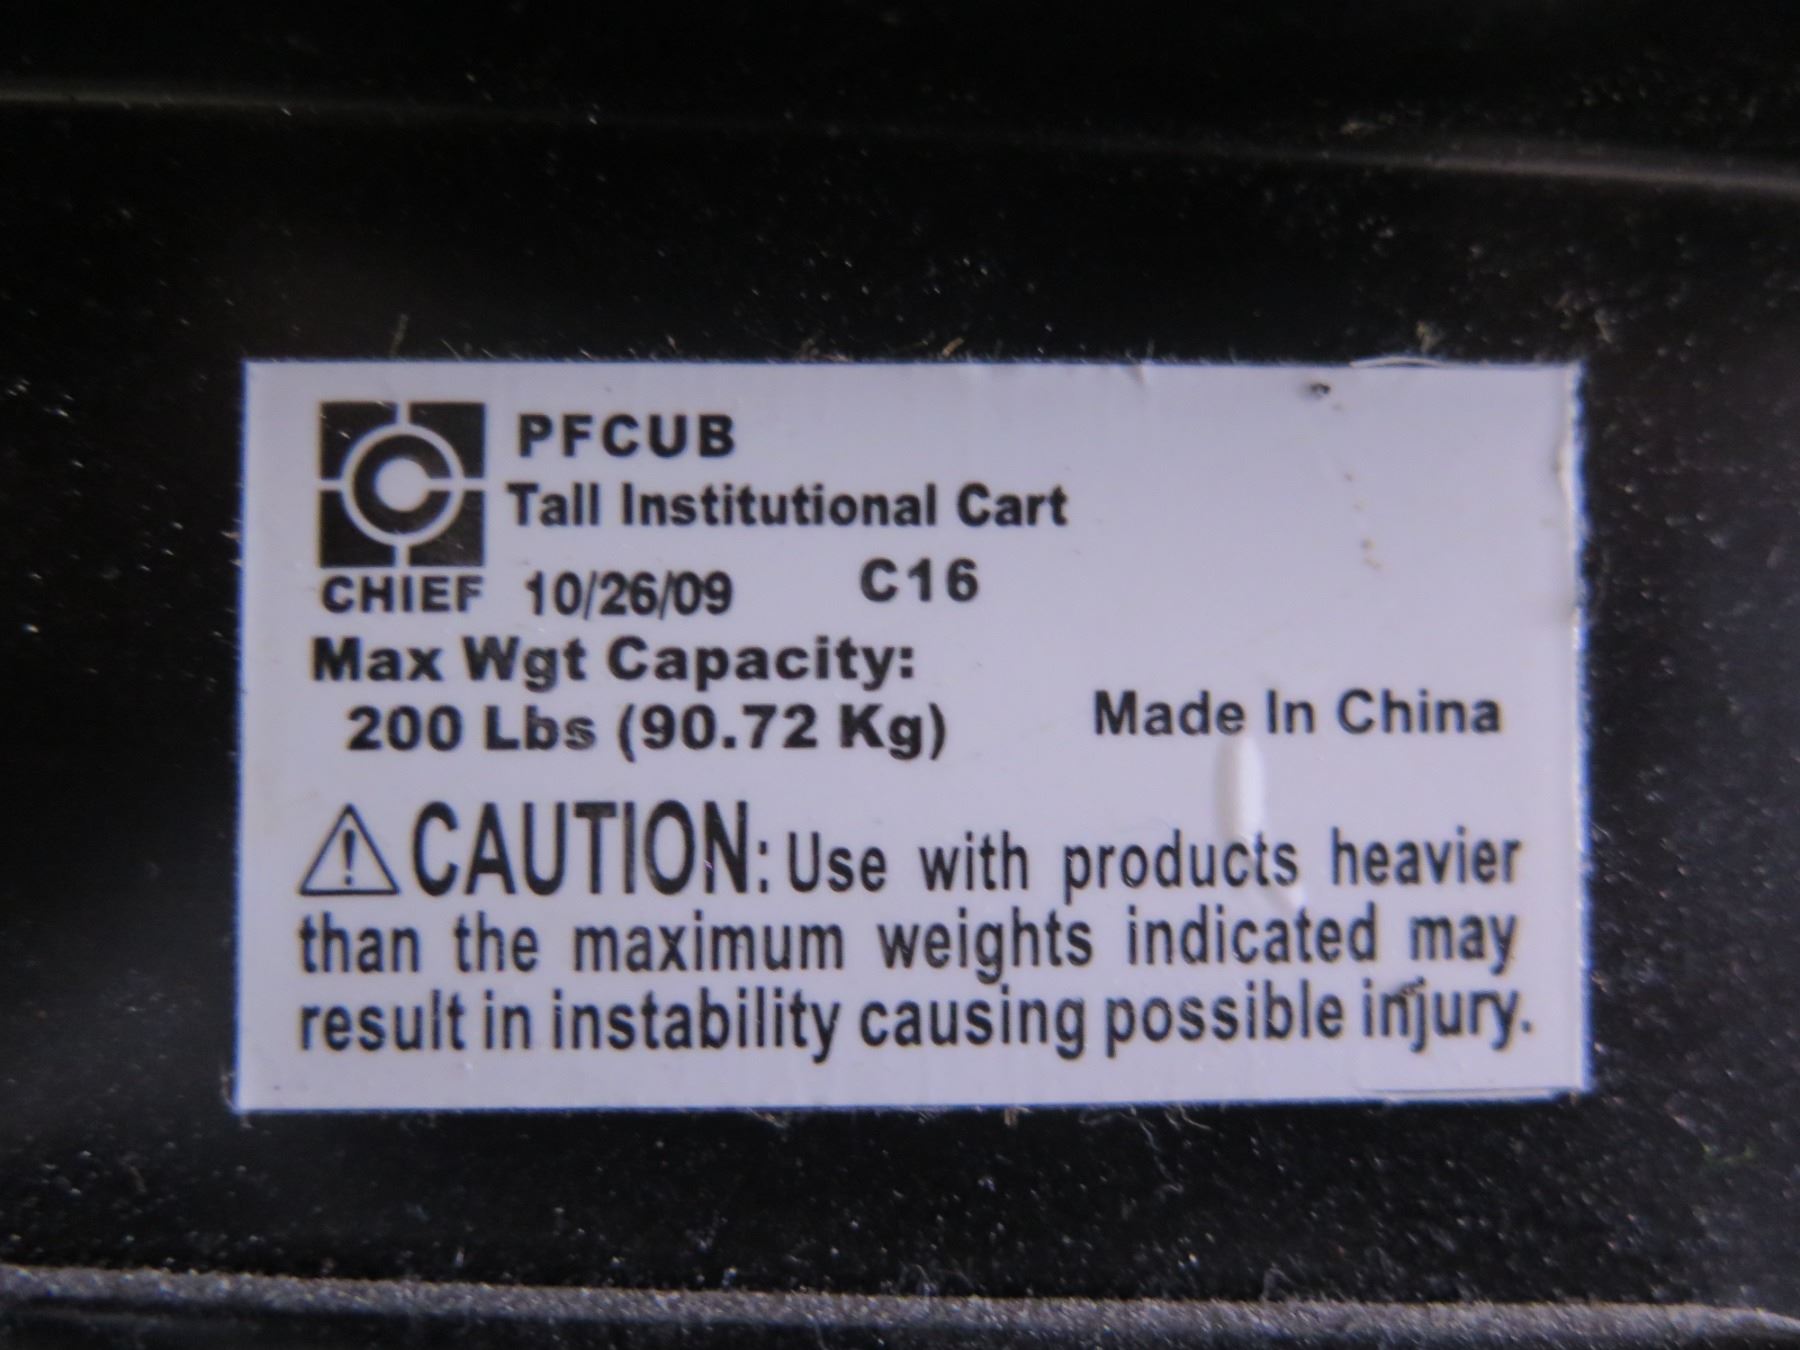 PFCUB
Tall Institutional Cart
CHIEF 10/26/09 C16
Max Wgt Capacity:
200 Lbs (90.72 Kg)
Made In China
⚠CAUTION: Use with products heavier
than the maximum weights indicated may
result in instability causing possible injury.